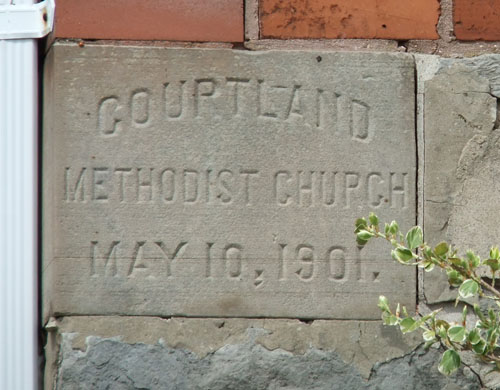 COURTLAND
METHODIST CHURCH
MAY 10, 1901.